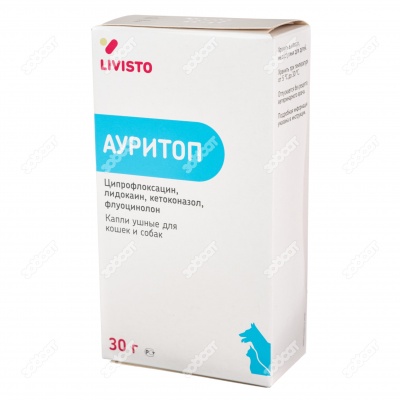 LIVISTO
АУРИТОП
Ципрофлоксацин,
лидокаин, кетоконазол,
флуоцинолон
Капли ушные для
кошек и собак
30 г